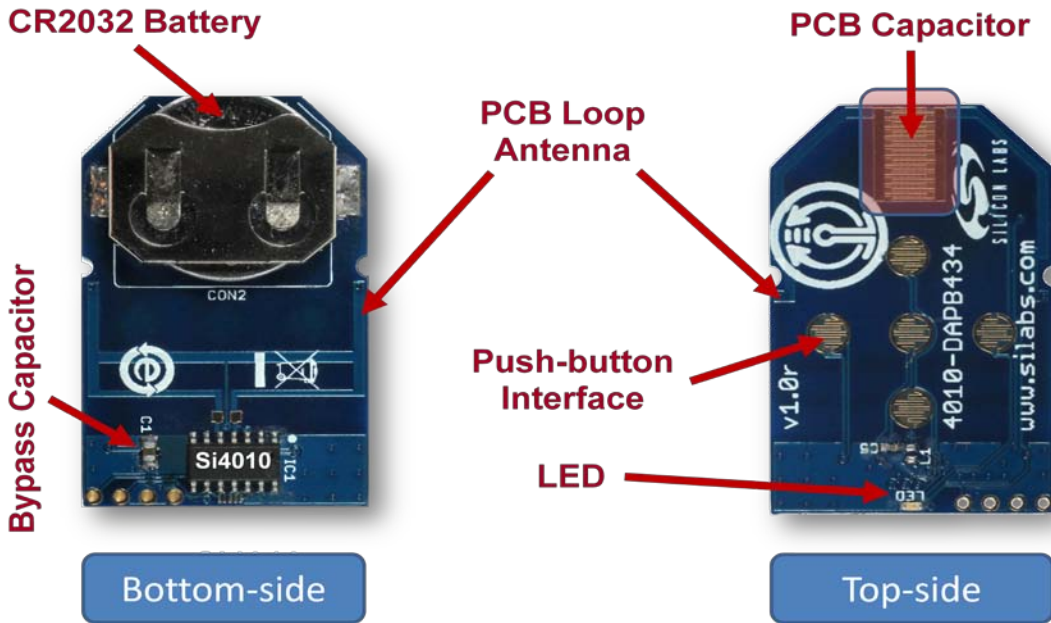 CR2032 Battery
PCB Capacitor
PCB Loop
Antenna
CON2
Bypass Capacitor
C1
Si4010
IC1
Push-button
Interface
LED
SILICON LABS
v1.0r
4010-DAPB434
www.silabs.com
C5
L1
LED
Bottom-side
Top-side